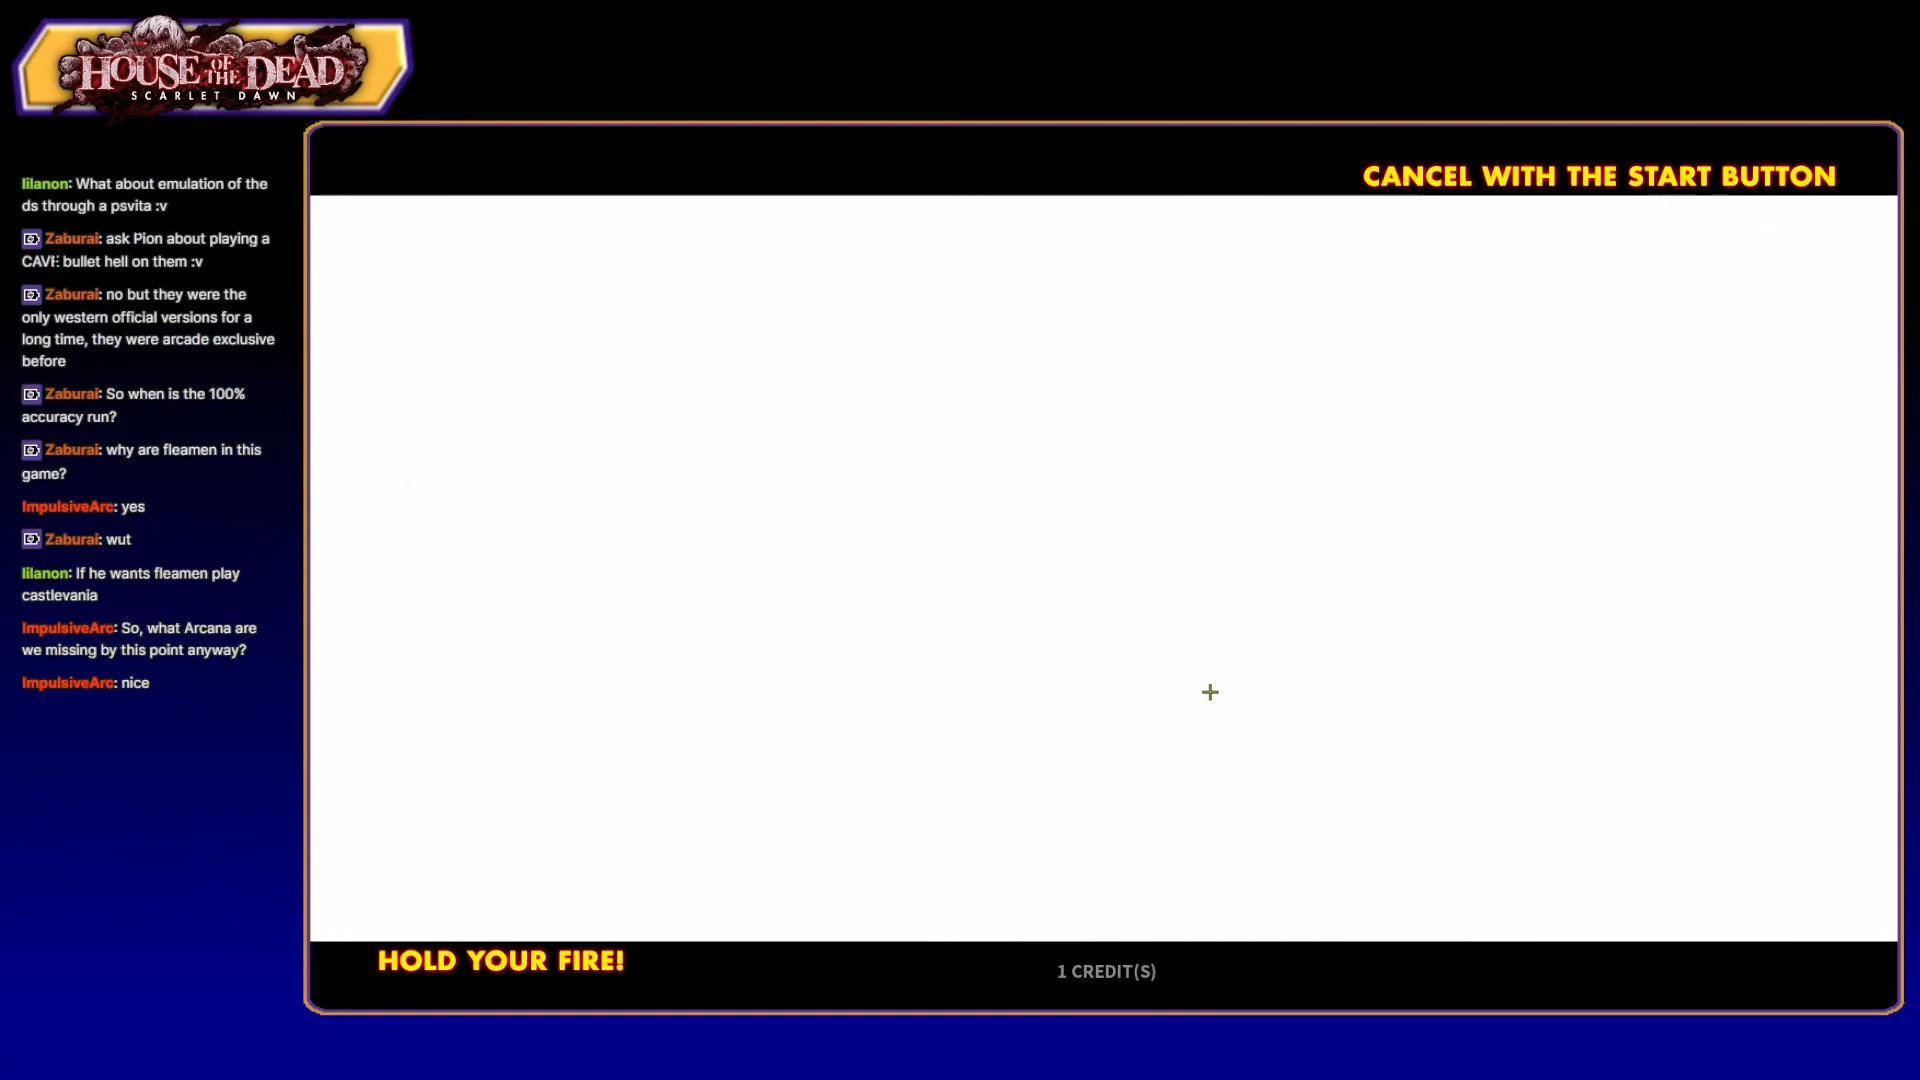 HOUSE OF THE DEAD
SCARLET DAWN
CANCEL WITH THE START BUTTON
lilanon: What about emulation of the
ds through a psvita :v
Zaburai: ask Pion about playing a
CAVE bullet hell on them :v
Zaburai: no but they were the
only western official versions for a
long time, they were arcade exclusive
before
Zaburai: So when is the 100%
accuracy run?
Zaburai: why are fleamen in this
game?
ImpulsiveArc: yes
Zaburai: wut
lilanon: If he wants fleamen play
castlevania
ImpulsiveArc: So, what Arcana are
we missing by this point anyway?
ImpulsiveArc: nice
HOLD YOUR FIRE!
1 CREDIT(S)